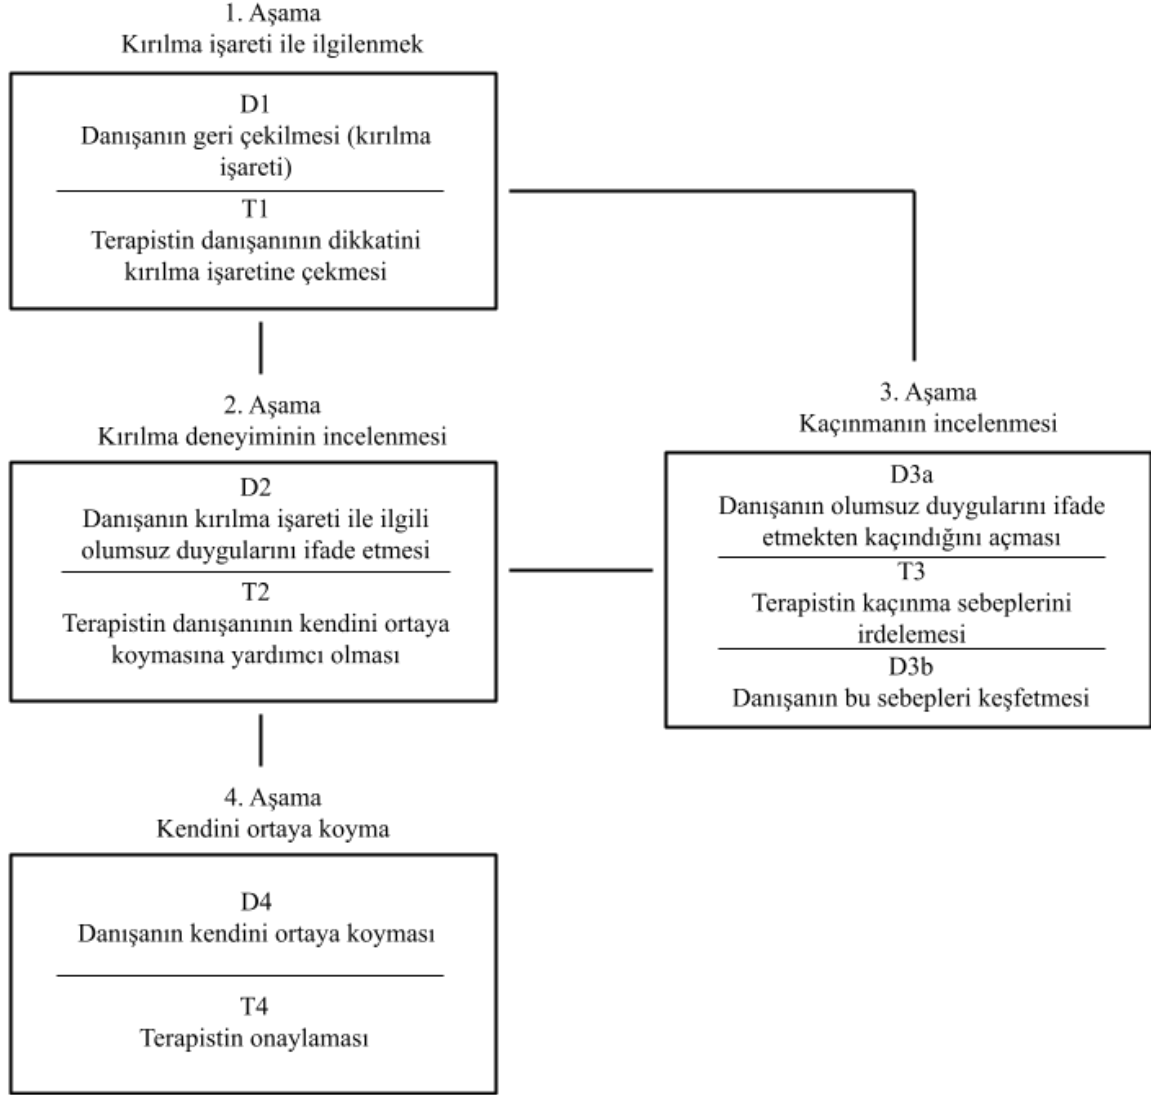 1. Aşama
Kırılma işareti ile ilgilenmek
D1
Danışanın geri çekilmesi (kırılma
işareti)
T1
Terapistin danışanının dikkatini
kırılma işaretine çekmesi
2. Aşama
Kırılma deneyiminin incelenmesi
D2
Danışanın kırılma işareti ile ilgili
olumsuz duygularını ifade etmesi
T2
Terapistin danışanının kendini ortaya
koymasına yardımcı olması
3. Aşama
Kaçınmanın incelenmesi
D3a
Danışanın olumsuz duygularını ifade
etmekten kaçındığını açması
T3
Terapistin kaçınma sebeplerini
irdelemesi
D3b
Danışanın bu sebepleri keşfetmesi
4. Aşama
Kendini ortaya koyma
D4
Danışanın kendini ortaya koyması
T4
Terapistin onaylaması